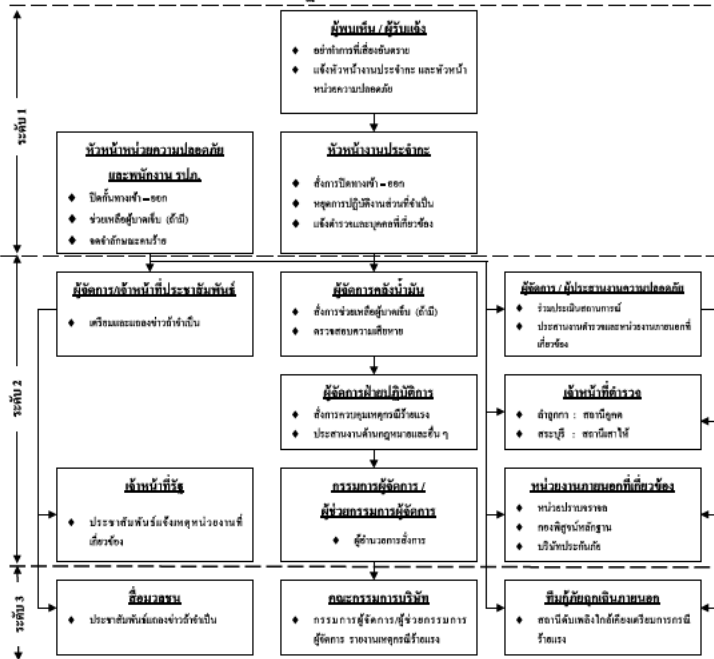 ผู้พบเห็น / ผู้รับแจ้ง
♦ อย่าทำการที่เสี่ยงอันตราย
♦ แจ้งหัวหน้างานประจำกะ และหัวหน้า
หน่วยความปลอดภัย
ระดับ 1
หัวหน้าหน่วยความปลอดภัย
และพนักงาน รปภ.
♦ ปิดกั้นทางเข้า – ออก
♦ ช่วยเหลือผู้บาดเจ็บ (ถ้ามี)
♦ จดจำลักษณะคนร้าย
หัวหน้างานประจำกะ
♦ สั่งการปิดทางเข้า – ออก
♦ หยุดการปฏิบัติงานส่วนที่จำเป็น
♦ แจ้งตำรวจและบุคคลที่เกี่ยวข้อง
ระดับ 2
ผู้จัดการ/เจ้าหน้าที่ประชาสัมพันธ์
♦ เตรียมและแถลงข่าวถ้าจำเป็น
ผู้จัดการคลังน้ำมัน
♦ สั่งการช่วยเหลือผู้บาดเจ็บ (ถ้ามี)
♦ ตรวจสอบความเสียหาย
ผู้จัดการ / ผู้ประสานงานความปลอดภัย
♦ ร่วมประเมินสถานการณ์
♦ ประสานงานตำรวจและหน่วยงานภายนอกที่
เกี่ยวข้อง
ผู้จัดการฝ่ายปฏิบัติการ
♦ สั่งการควบคุมเหตุกรณีร้ายแรง
♦ ประสานงานด้านกฎหมายและอื่น ๆ
เจ้าหน้าที่ตำรวจ
♦ ลำลูกกา : สถานีคูคต
♦ สระบุรี : สถานีเสาไห้
เจ้าหน้าที่รัฐ
♦ ประชาสัมพันธ์แจ้งเหตุหน่วยงานที่
เกี่ยวข้อง
กรรมการผู้จัดการ /
ผู้ช่วยกรรมการผู้จัดการ
♦ ผู้อำนวยการสั่งการ
หน่วยงานภายนอกที่เกี่ยวข้อง
♦ หน่วยปราบจราจล
♦ กองพิสูจน์หลักฐาน
♦ บริษัทประกันภัย
ระดับ 3
สื่อมวลชน
♦ ประชาสัมพันธ์แถลงข่าวถ้าจำเป็น
คณะกรรมการบริษัท
♦ กรรมการผู้จัดการ/ผู้ช่วยกรรมการ
ผู้จัดการ รายงานเหตุกรณีร้ายแรง
ทีมกู้ภัยฉุกเฉินภายนอก
♦ สถานีดับเพลิงใกล้เคียงเตรียมการกรณี
ร้ายแรง